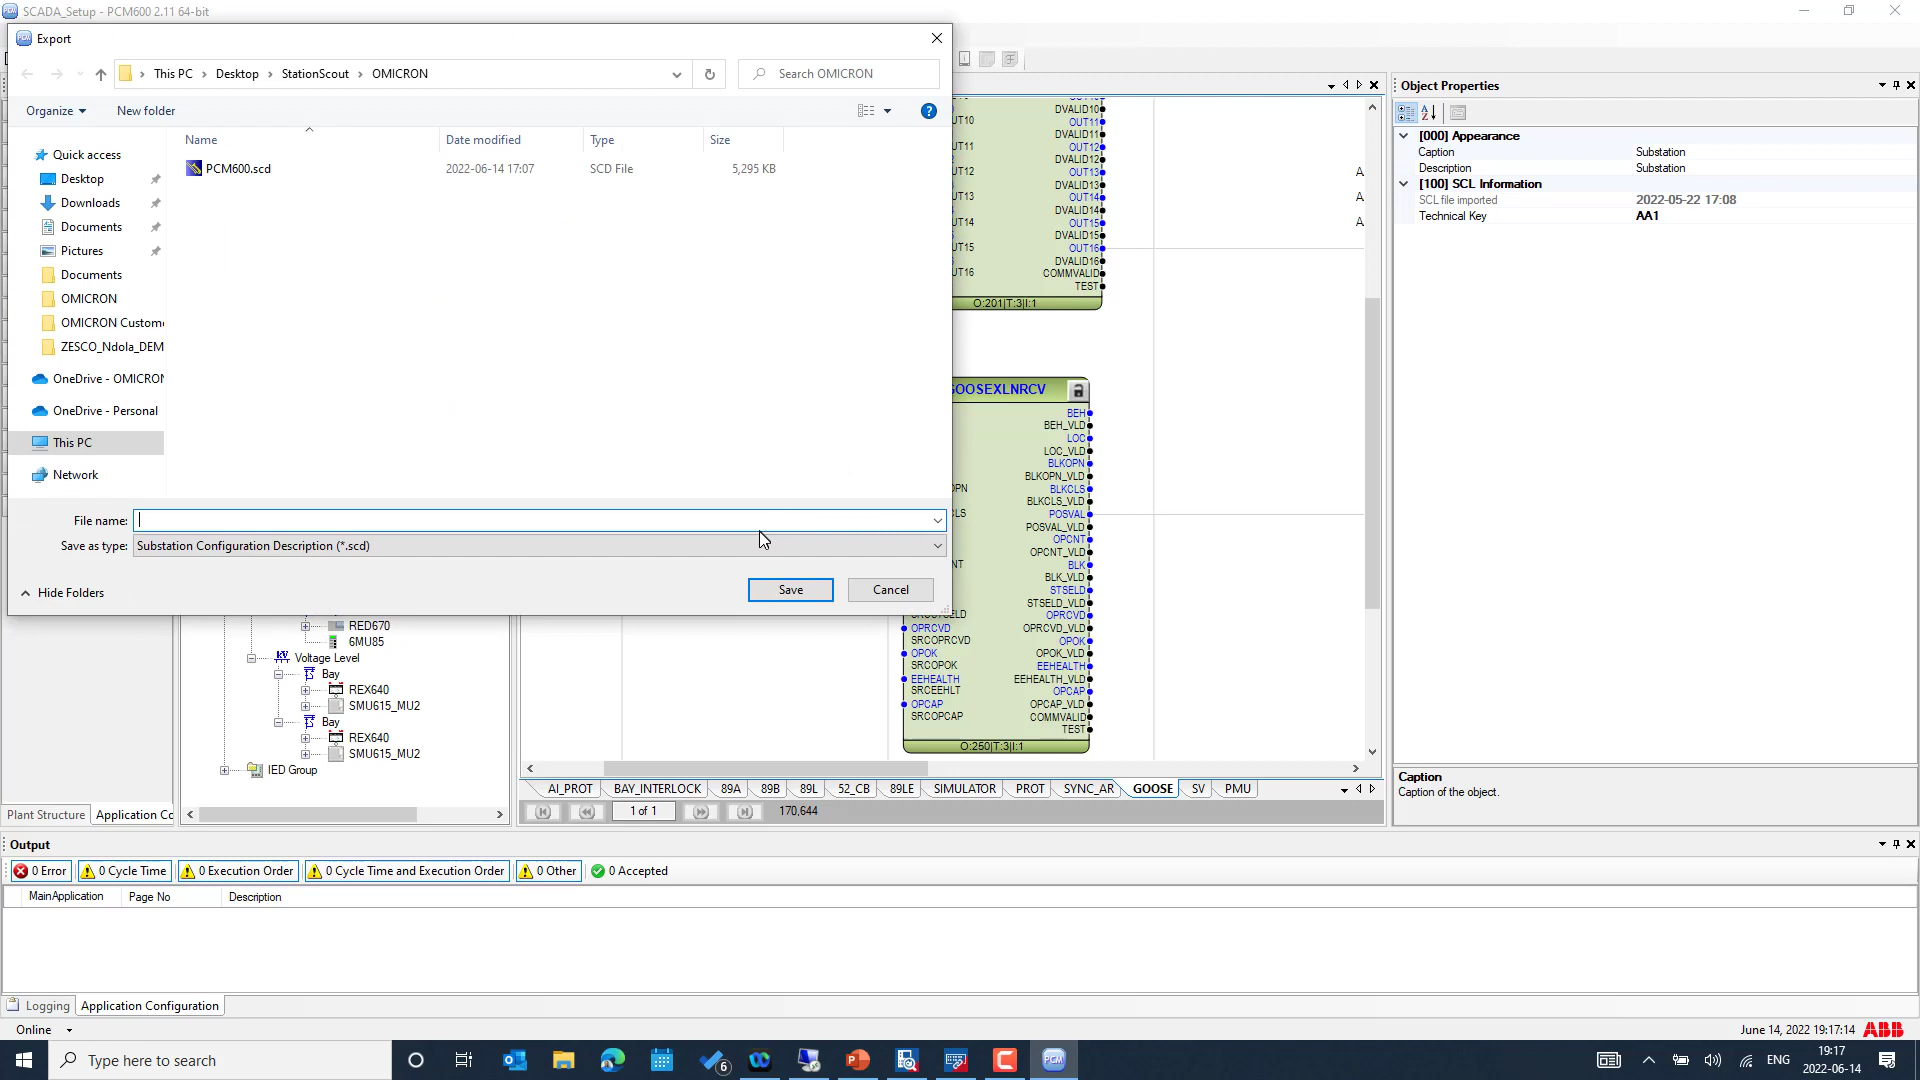 SCADA_Setup - PCM600 2.11 64-bit
Export
This PC
Desktop
StationScout
OMICRON
Search OMICRON
Organize
New folder
Name
Date modified
Type
Size
PCM600.scd
2022-06-14 17:07
SCD File
5,295 KB
Quick access
Desktop
Downloads
Documents
Pictures
Documents
OMICRON
OMICRON Custome
ZESCO_Ndola_DEM
OneDrive - OMICRON
OneDrive - Personal
This PC
Network
File name:
Save as type:
Substation Configuration Description (*.scd)
Hide Folders
Save
Cancel
DVALID10
OUT11
DVALID11
OUT12
DVALID12
OUT13
DVALID13
OUT14
DVALID14
OUT15
DVALID15
OUT16
DVALID16
COMMVALID
TEST
O:201|T:3|I:1
GOOSEXLNRCV
BEH
BEH_VLD
LOC
LOC_VLD
BLKOPN
BLKOPN_VLD
BLKCLS
BLKCLS_VLD
POSVAL
POSVAL_VLD
OPCNT
OPCNT_VLD
BLK
BLK_VLD
STSELD
STSELD_VLD
OPRCVD
OPRCVD
OPRCVD_VLD
SRCOPRCVD
OPOK
OPOK
OPOK_VLD
SRCOPOK
EEHEALTH
EEHEALTH
EEHEALTH_VLD
SRCEEHLT
OPCAP
OPCAP
OPCAP_VLD
SRCOPCAP
COMMVALID
TEST
O:250|T:3|I:1
RED670
6MU85
Voltage Level
Bay
REX640
SMU615_MU2
Bay
REX640
SMU615_MU2
IED Group
Plant Structure
Application Co
AI_PROT
BAY_INTERLOCK
89A
89B
89L
52_CB
89LE
SIMULATOR
PROT
SYNC_AR
GOOSE
SV
PMU
1 of 1
170,644
Object Properties
[000] Appearance
Caption
Substation
Description
Substation
[100] SCL Information
SCL file imported
2022-05-22 17:08
Technical Key
AA1
Caption
Caption of the object.
Output
0 Error
0 Cycle Time
0 Execution Order
0 Cycle Time and Execution Order
0 Other
0 Accepted
MainApplication
Page No
Description
Logging
Application Configuration
Online
June 14, 2022 19:17:14
ABB
Type here to search
6
PCM
ENG
19:17
2022-06-14